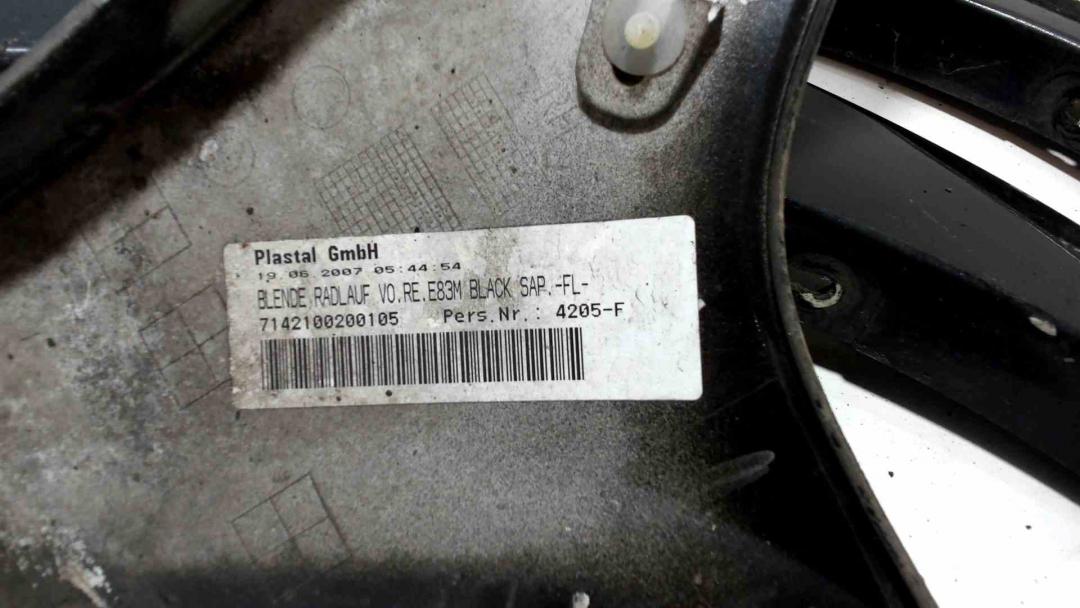 Plastal GmbH
19.06.2007 05:44:54
BLENDE RADLAUF VO.RE.E83M BLACK SAP.-FL-
7142100200105 Pers.Nr.: 4205-F